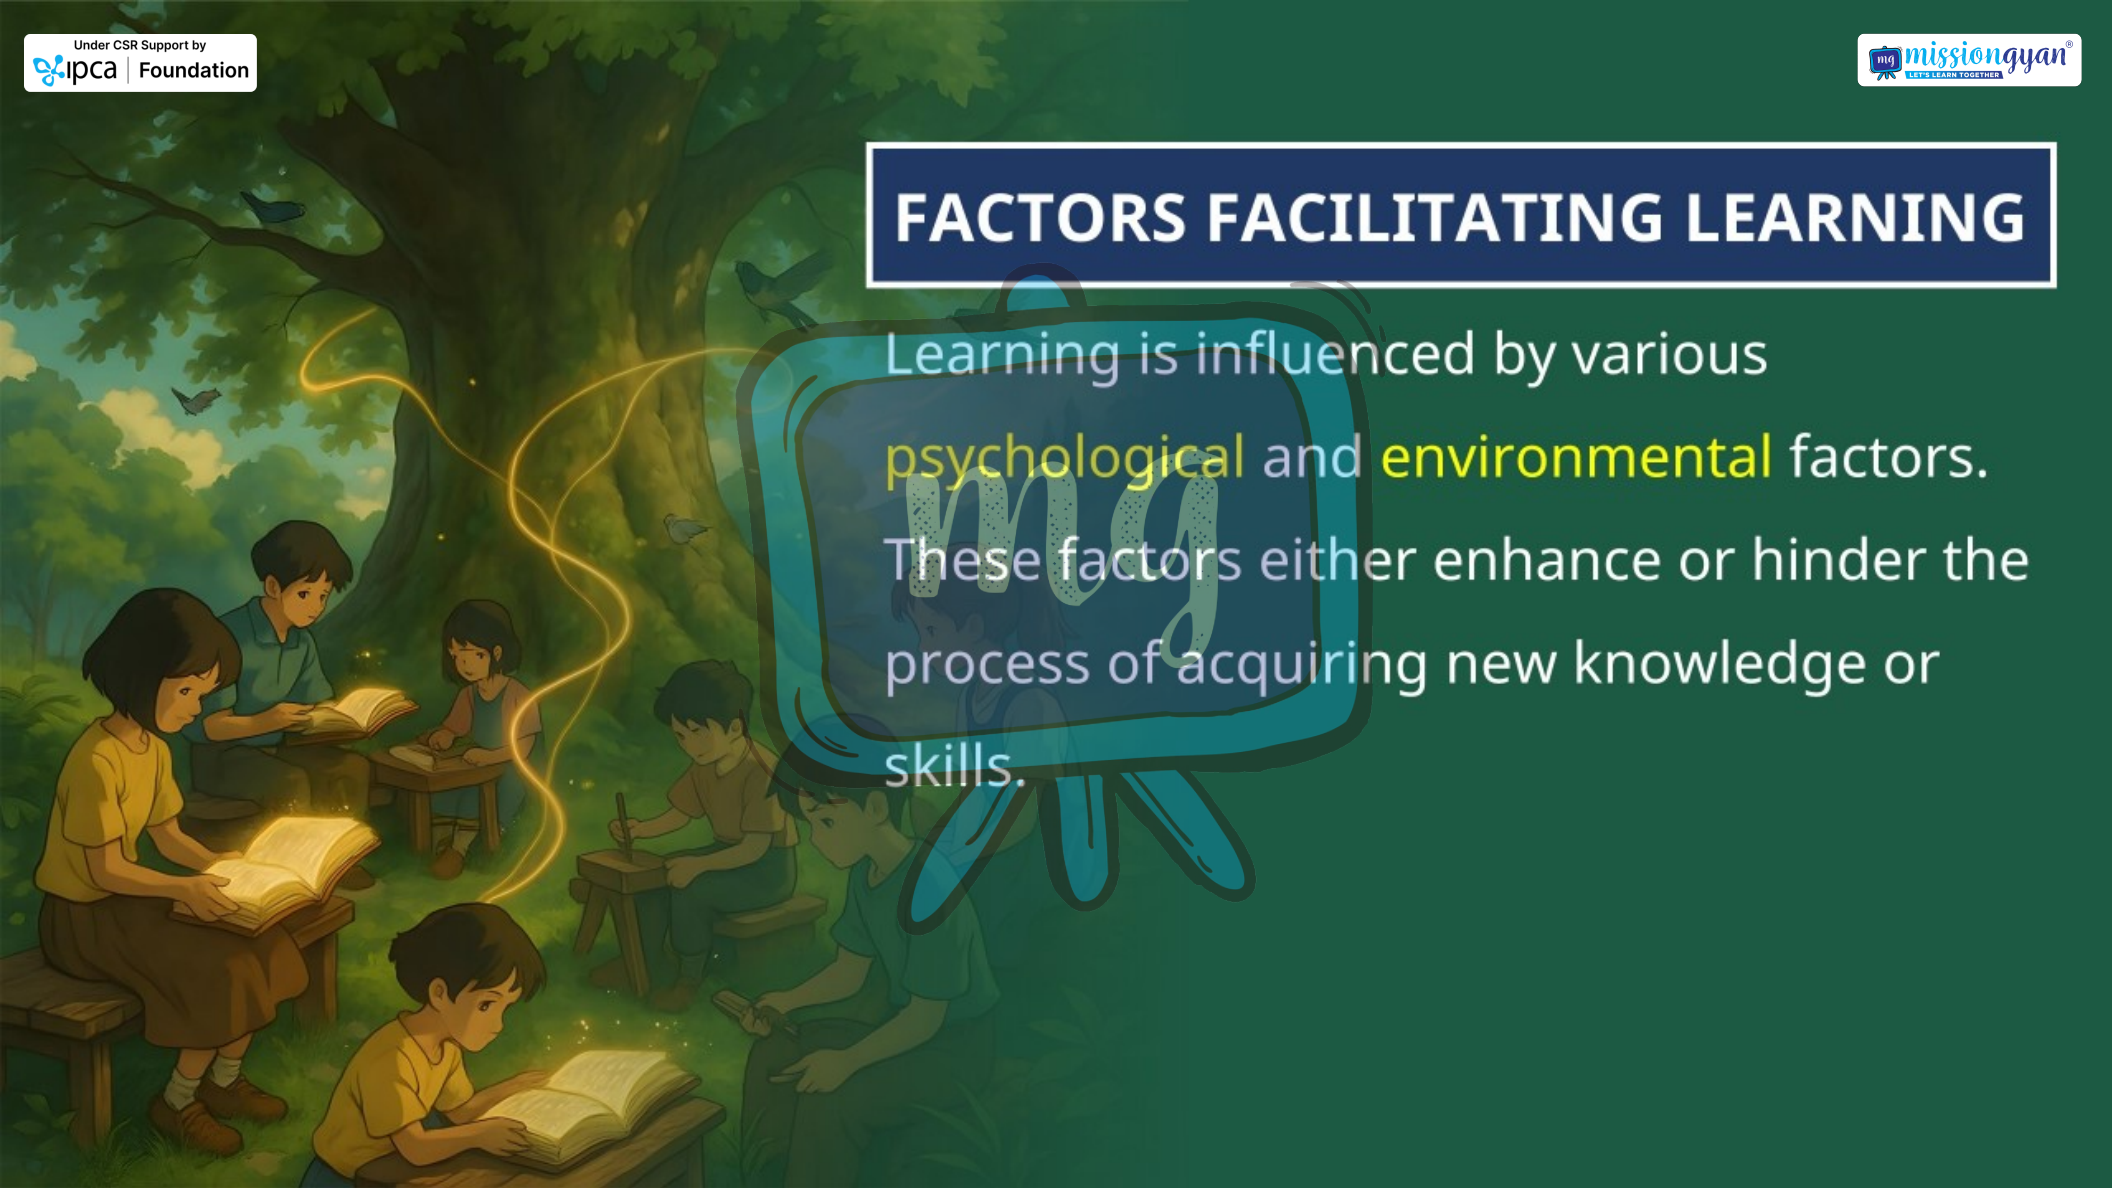 Under CSR Support by
ipca | Foundation
mg missiongyan®
LET'S LEARN TOGETHER
FACTORS FACILITATING LEARNING
Learning is influenced by various
psychological and environmental factors.
These factors either enhance or hinder the
process of acquiring new knowledge or
skills.
mg